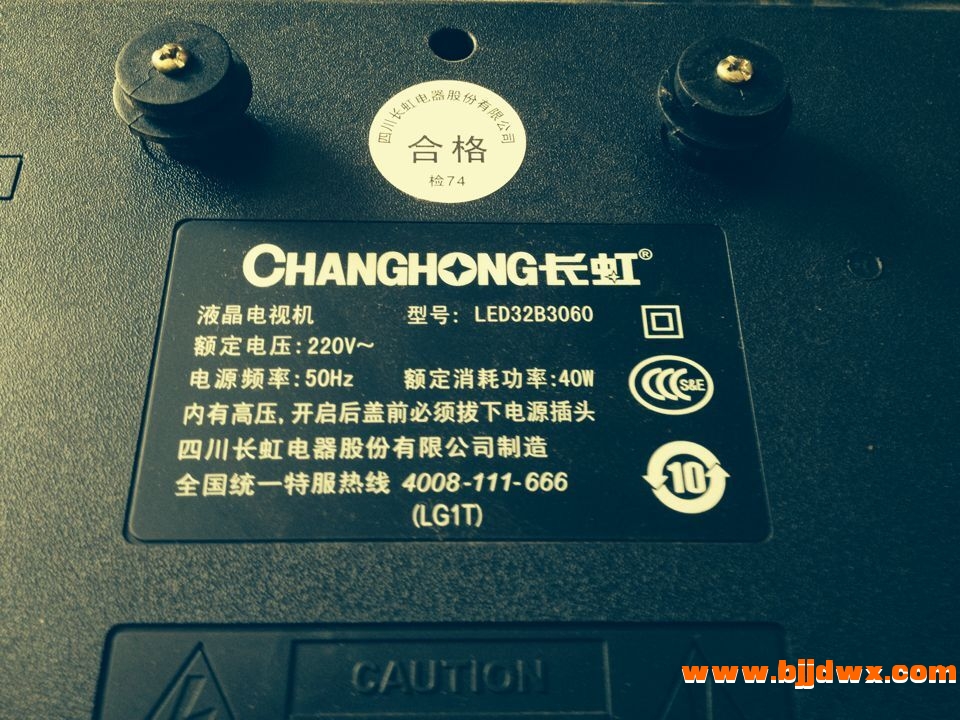 四川长虹电器股份有限公司
合格
检74
CHANGHONG长虹®
液晶电视机 型号: LED32B3060
额定电压:220V~
电源频率:50Hz 额定消耗功率:40W
S&E
内有高压,开启后盖前必须拔下电源插头
四川长虹电器股份有限公司制造
全国统一特服热线 4008-111-666
10
(LG1T)
CAUTION
www.bjjdwx.com